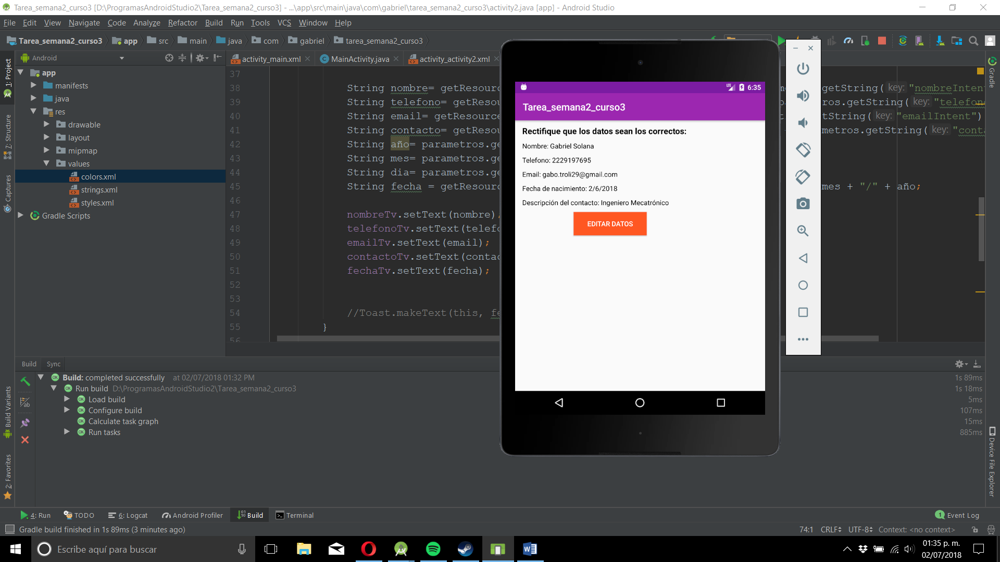 Tarea_semana2_curso3 [D:\ProgramasAndroidStudio2\Tarea_semana2_curso3] - ...\app\src\main\java\com\gabriel\tarea_semana2_curso3\activity2.java [app] - Android Studio
File Edit View Navigate Code Analyze Refactor Build Run Tools VCS Window Help
Tarea_semana2_curso3 app src main java com gabriel tarea_semana2_curso3
Android
activity_main.xml MainActivity.java activity_activity2.xml
1: Project
7: Structure
Captures
Build Variants
2: Favorites
Gradle
Device File Explorer
app
manifests
java
res
drawable
layout
mipmap
values
colors.xml
strings.xml
styles.xml
Gradle Scripts
37
38 String nombre= getResourc getString( key: "nombreIntent
39 String telefono= getResou ros.getString( key: "telefon
40 String email= getResource tString( key: "emailIntent")
41 String contacto= getResou metros.getString( key: "cont
42 String año= parametros.ge
43 String mes= parametros.ge
44 String dia= parametros.ge
45 String fecha = getResourc mes + "/" + año;
46
47 nombreTv.setText(nombre);
48 telefonoTv.setText(telefo
49 emailTv.setText(email);
50 contactoTv.setText(contac
51 fechaTv.setText(fecha);
52
53
54 //Toast.makeText(this, fe
55 }
56
LTE 6:35
Tarea_semana2_curso3
Rectifique que los datos sean los correctos:
Nombre: Gabriel Solana
Telefono: 2229197695
Email: gabo.troli29@gmail.com
Fecha de nacimiento: 2/6/2018
Descripción del contacto: Ingeniero Mecatrónico
EDITAR DATOS
Build Sync
Build: completed successfully at 02/07/2018 01:32 PM 1s 89ms
Run build D:\ProgramasAndroidStudio2\Tarea_semana2_curso3 1s 18ms
Load build 5ms
Configure build 107ms
Calculate task graph 15ms
Run tasks 885ms
4: Run TODO 6: Logcat Android Profiler Build Terminal 1 Event Log
Gradle build finished in 1s 89ms (3 minutes ago) 74:1 CRLF UTF-8 Context: <no context>
Escribe aquí para buscar
01:35 p. m.
02/07/2018